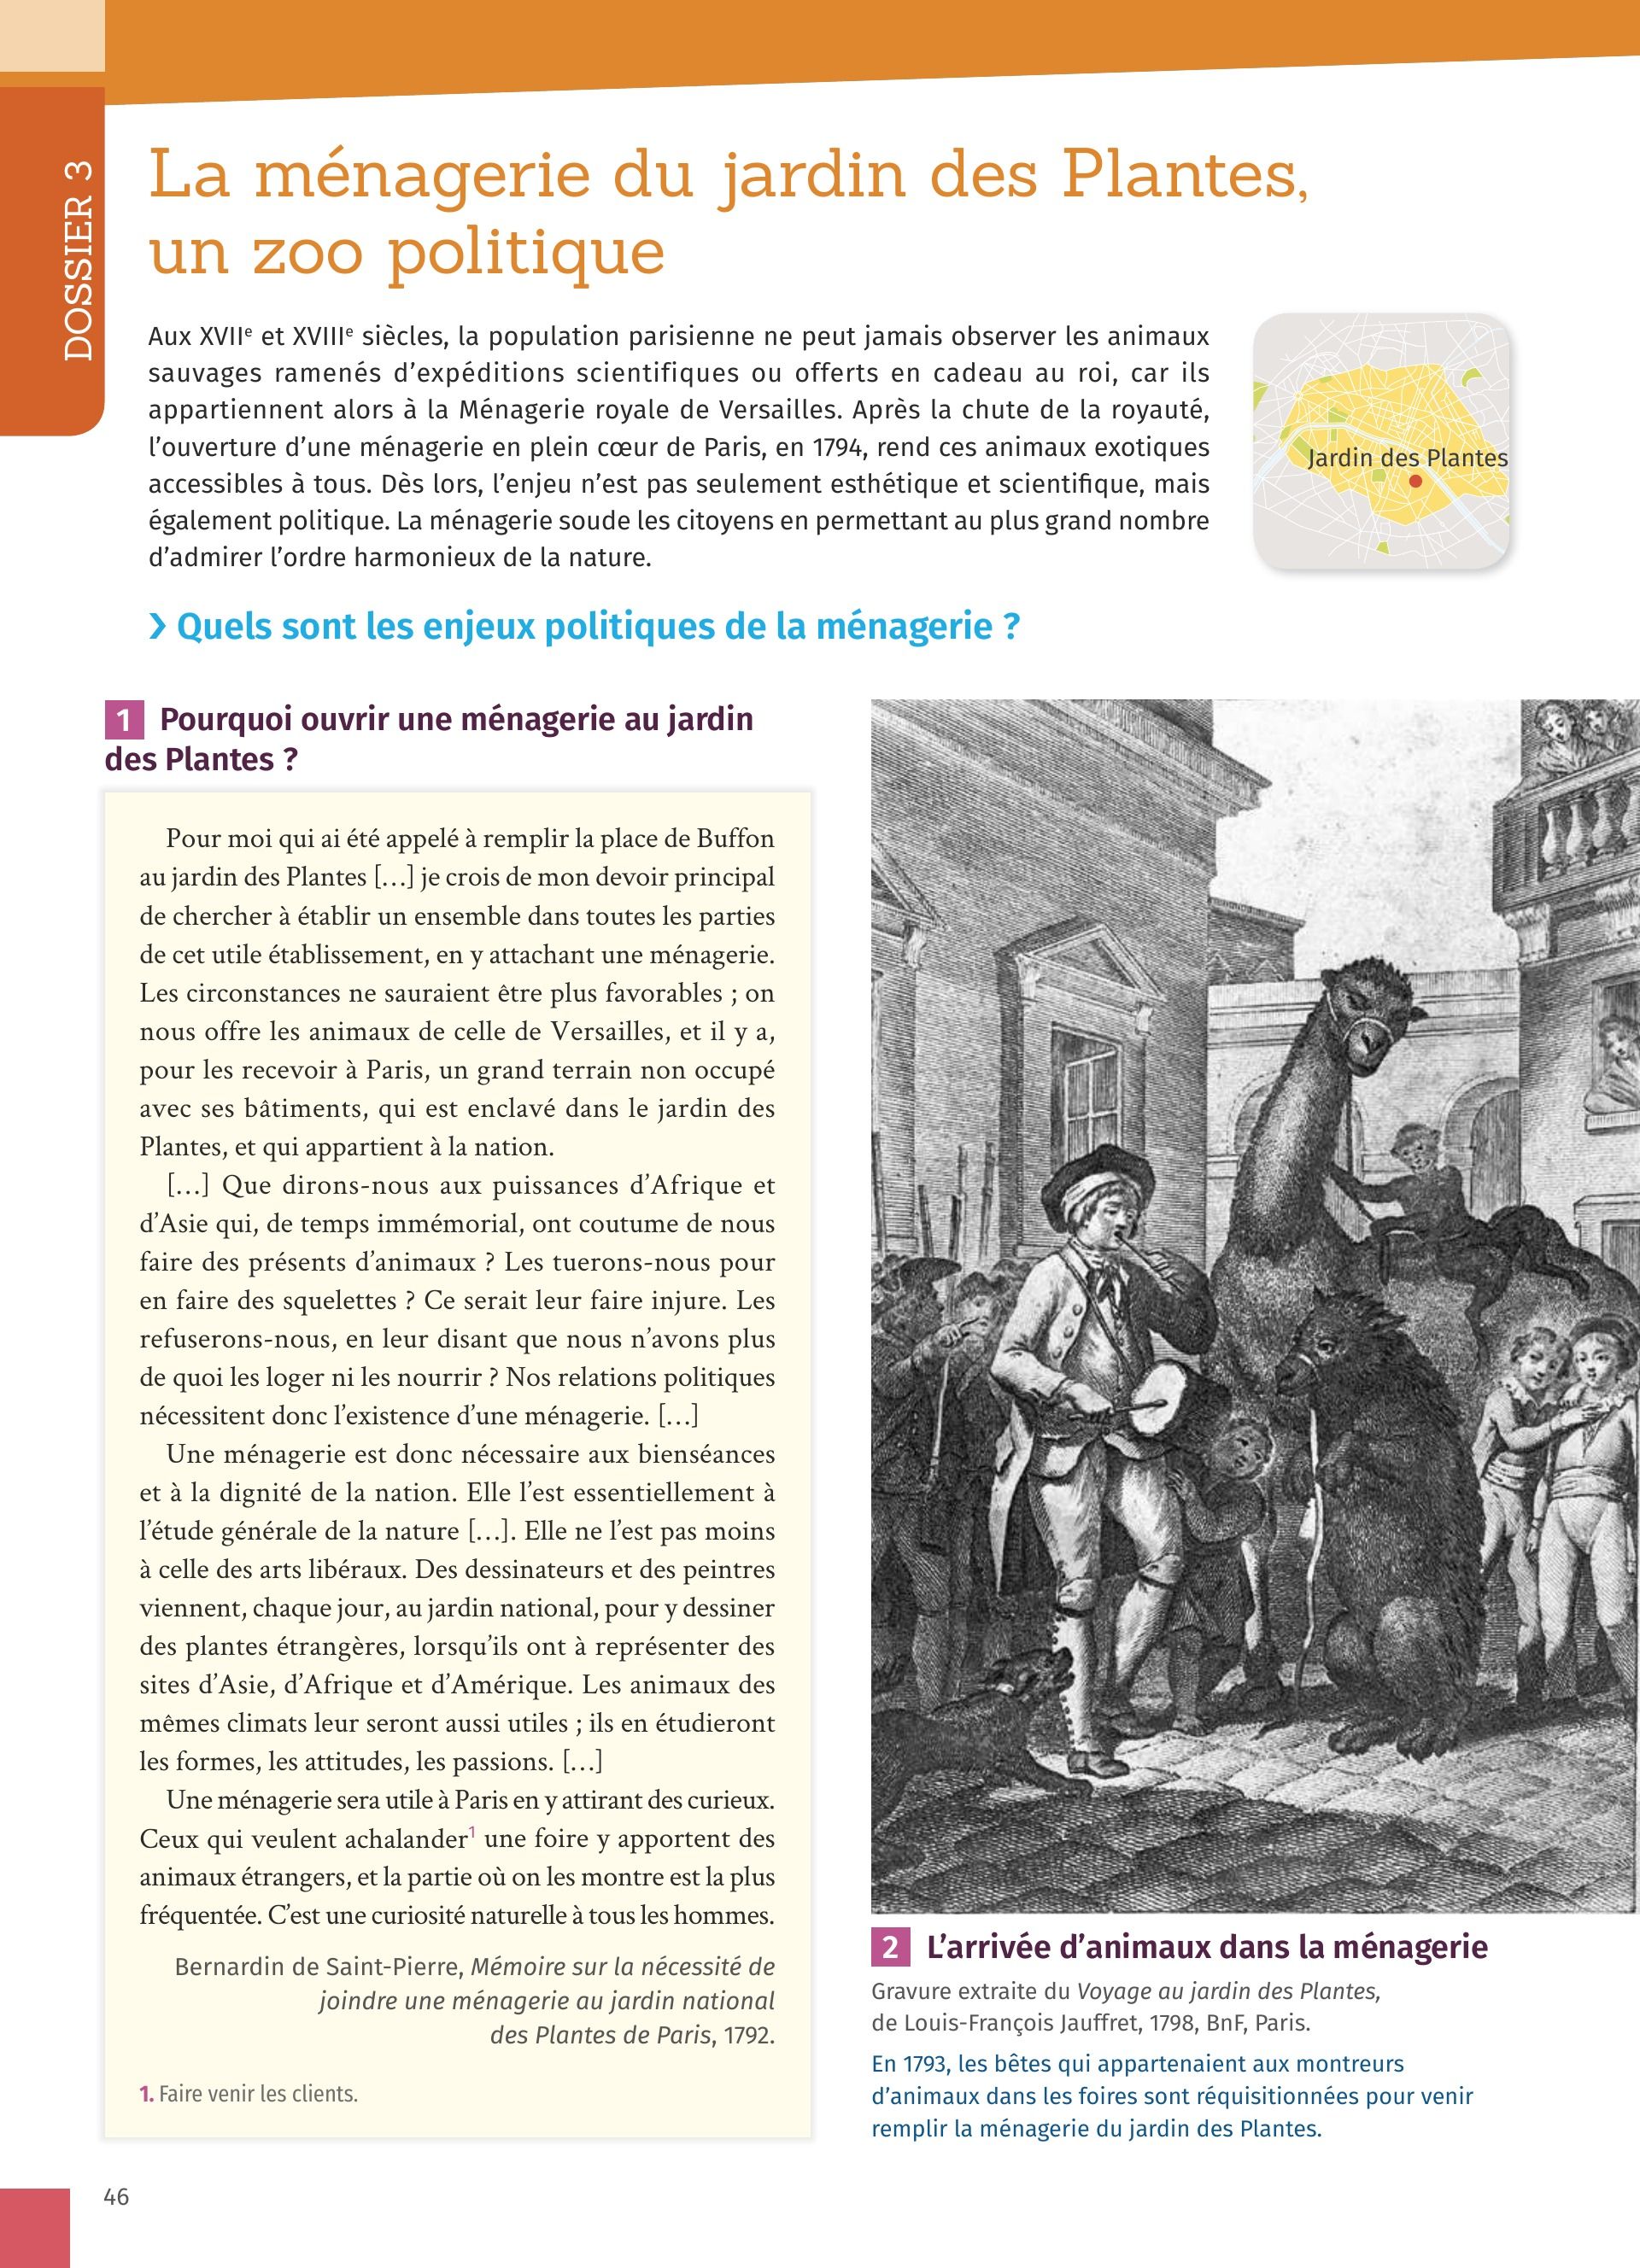 DOSSIER 3
La ménagerie du jardin des Plantes,
un zoo politique
Aux XVIIe et XVIIIe siècles, la population parisienne ne peut jamais observer les animaux
sauvages ramenés d’expéditions scientifiques ou offerts en cadeau au roi, car ils
appartiennent alors à la Ménagerie royale de Versailles. Après la chute de la royauté,
l’ouverture d’une ménagerie en plein cœur de Paris, en 1794, rend ces animaux exotiques
accessibles à tous. Dès lors, l’enjeu n’est pas seulement esthétique et scientifique, mais
également politique. La ménagerie soude les citoyens en permettant au plus grand nombre
d’admirer l’ordre harmonieux de la nature.
Jardin des Plantes
› Quels sont les enjeux politiques de la ménagerie ?
1 Pourquoi ouvrir une ménagerie au jardin
des Plantes ?
Pour moi qui ai été appelé à remplir la place de Buffon
au jardin des Plantes […] je crois de mon devoir principal
de chercher à établir un ensemble dans toutes les parties
de cet utile établissement, en y attachant une ménagerie.
Les circonstances ne sauraient être plus favorables ; on
nous offre les animaux de celle de Versailles, et il y a,
pour les recevoir à Paris, un grand terrain non occupé
avec ses bâtiments, qui est enclavé dans le jardin des
Plantes, et qui appartient à la nation.
[…] Que dirons-nous aux puissances d’Afrique et
d’Asie qui, de temps immémorial, ont coutume de nous
faire des présents d’animaux ? Les tuerons-nous pour
en faire des squelettes ? Ce serait leur faire injure. Les
refuserons-nous, en leur disant que nous n’avons plus
de quoi les loger ni les nourrir ? Nos relations politiques
nécessitent donc l’existence d’une ménagerie. […]
Une ménagerie est donc nécessaire aux bienséances
et à la dignité de la nation. Elle l’est essentiellement à
l’étude générale de la nature […]. Elle ne l’est pas moins
à celle des arts libéraux. Des dessinateurs et des peintres
viennent, chaque jour, au jardin national, pour y dessiner
des plantes étrangères, lorsqu’ils ont à représenter des
sites d’Asie, d’Afrique et d’Amérique. Les animaux des
mêmes climats leur seront aussi utiles ; ils en étudieront
les formes, les attitudes, les passions. […]
Une ménagerie sera utile à Paris en y attirant des curieux.
Ceux qui veulent achalander1 une foire y apportent des
animaux étrangers, et la partie où on les montre est la plus
fréquentée. C’est une curiosité naturelle à tous les hommes.
Bernardin de Saint-Pierre, Mémoire sur la nécessité de
joindre une ménagerie au jardin national
des Plantes de Paris, 1792.
1. Faire venir les clients.
2 L’arrivée d’animaux dans la ménagerie
Gravure extraite du Voyage au jardin des Plantes,
de Louis-François Jauffret, 1798, BnF, Paris.
En 1793, les bêtes qui appartenaient aux montreurs
d’animaux dans les foires sont réquisitionnées pour venir
remplir la ménagerie du jardin des Plantes.
46